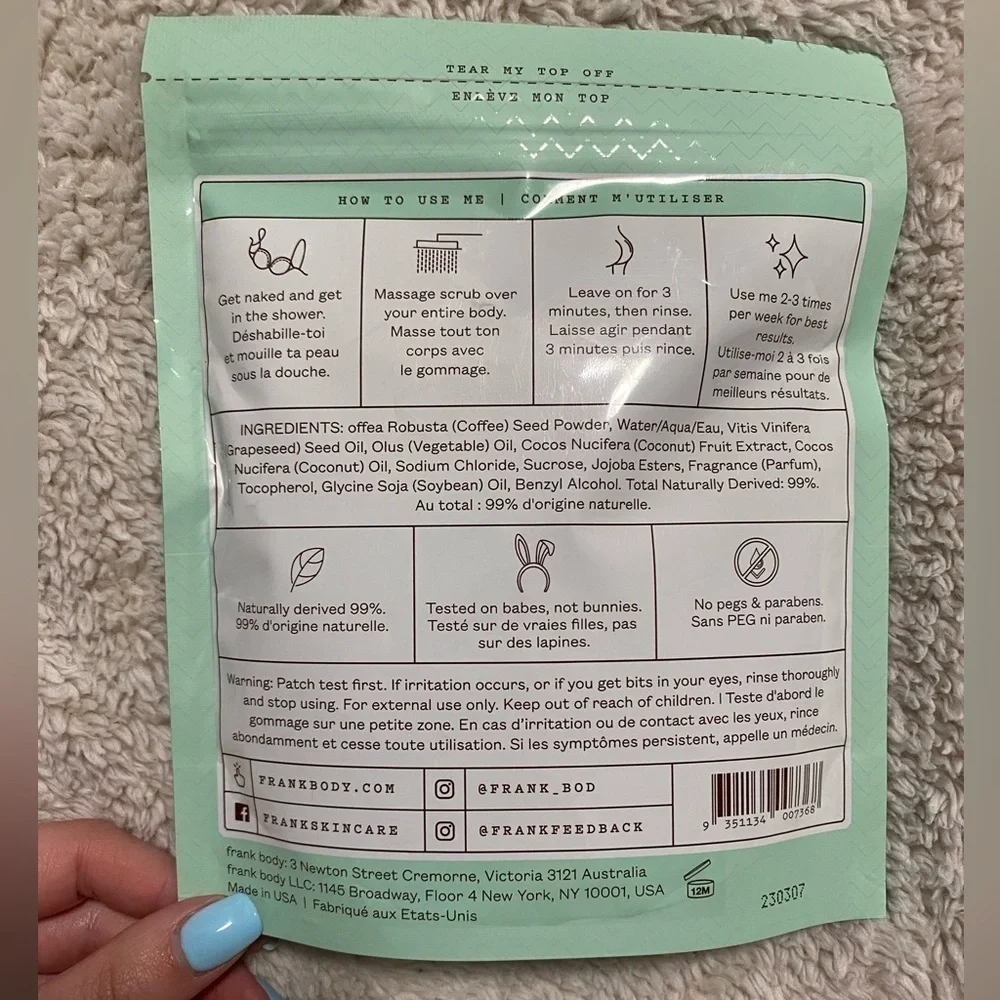 TEAR MY TOP OFF
ENLÈVE MON TOP
HOW TO USE ME | COMMENT M'UTILISER
Get naked and get
in the shower.
Déshabille-toi
et mouille ta peau
sous la douche.
Massage scrub over
your entire body.
Masse tout ton
corps avec
le gommage.
Leave on for 3
minutes, then rinse.
Laisse agir pendant
3 minutes puis rince.
Use me 2-3 times
per week for best
results.
Utilise-moi 2 à 3 fois
par semaine pour de
meilleurs résultats.
INGREDIENTS: offea Robusta (Coffee) Seed Powder, Water/Aqua/Eau, Vitis Vinifera
Grapeseed) Seed Oil, Olus (Vegetable) Oil, Cocos Nucifera (Coconut) Fruit Extract, Cocos
Nucifera (Coconut) Oil, Sodium Chloride, Sucrose, Jojoba Esters, Fragrance (Parfum),
Tocopherol, Glycine Soja (Soybean) Oil, Benzyl Alcohol. Total Naturally Derived: 99%.
Au total : 99% d'origine naturelle.
Naturally derived 99%.
99% d'origine naturelle.
Tested on babes, not bunnies.
Testé sur de vraies filles, pas
sur des lapines.
No pegs & parabens.
Sans PEG ni paraben.
Warning: Patch test first. If irritation occurs, or if you get bits in your eyes, rinse thoroughly
and stop using. For external use only. Keep out of reach of children. | Teste d'abord le
gommage sur une petite zone. En cas d'irritation ou de contact avec les yeux, rince
abondamment et cesse toute utilisation. Si les symptômes persistent, appelle un médecin.
FRANKBODY.COM
@FRANK_BOD
FRANKSKINCARE
@FRANKFEEDBACK
9 351134 007368
frank body: 3 Newton Street Cremorne, Victoria 3121 Australia
frank body LLC: 1145 Broadway, Floor 4 New York, NY 10001, USA
Made in USA | Fabriqué aux Etats-Unis
12M
230307